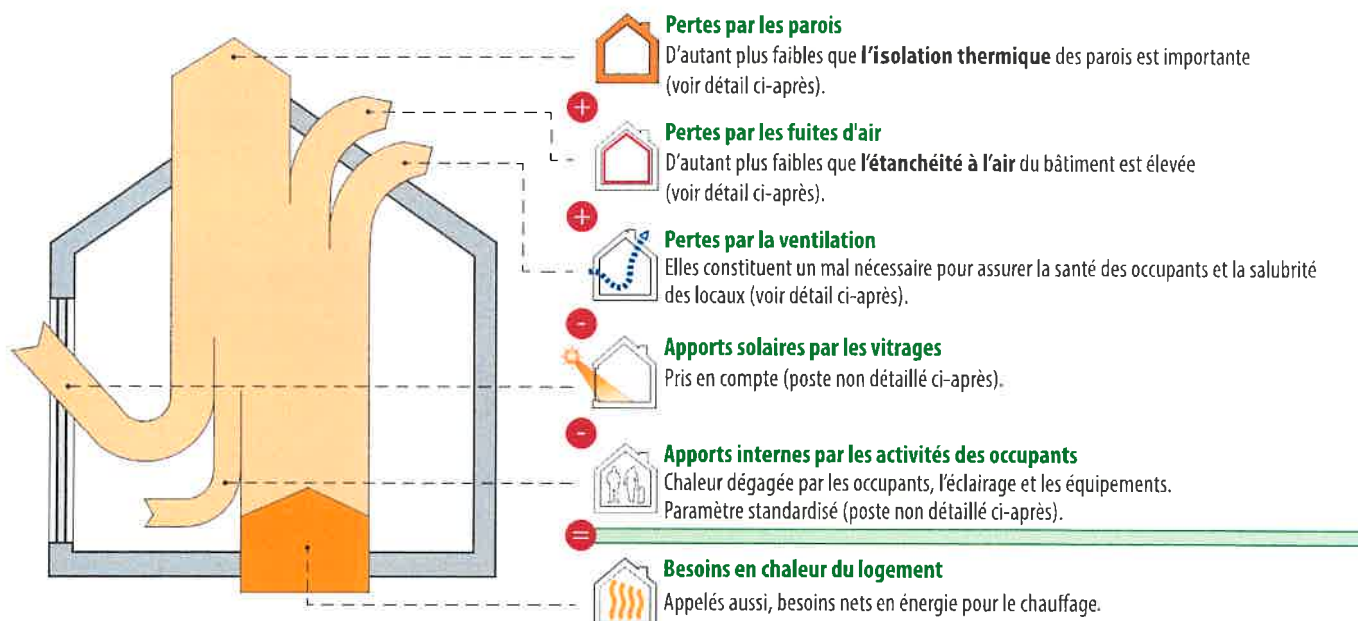 Pertes par les parois
D'autant plus faibles que l'isolation thermique des parois est importante
(voir détail ci-après).
+
Pertes par les fuites d'air
D'autant plus faibles que l'étanchéité à l'air du bâtiment est élevée
(voir détail ci-après).
+
Pertes par la ventilation
Elles constituent un mal nécessaire pour assurer la santé des occupants et la salubrité
des locaux (voir détail ci-après).
-
Apports solaires par les vitrages
Pris en compte (poste non détaillé ci-après).
-
Apports internes par les activités des occupants
Chaleur dégagée par les occupants, l'éclairage et les équipements.
Paramètre standardisé (poste non détaillé ci-après).
=
Besoins en chaleur du logement
Appelés aussi, besoins nets en énergie pour le chauffage.